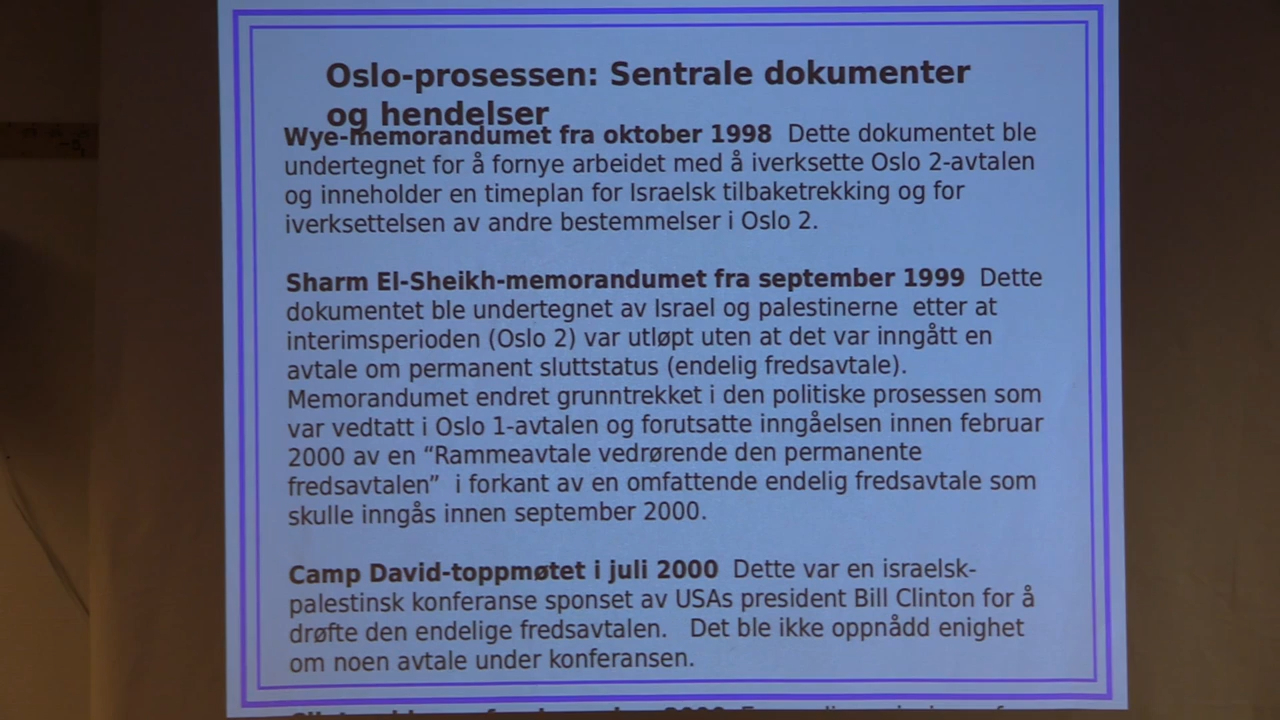 Oslo-prosessen: Sentrale dokumenter
og hendelser
Wye-memorandumet fra oktober 1998  Dette dokumentet ble
undertegnet for å fornye arbeidet med å iverksette Oslo 2-avtalen
og inneholder en timeplan for Israelsk tilbaketrekking og for
iverksettelsen av andre bestemmelser i Oslo 2.
Sharm El-Sheikh-memorandumet fra september 1999  Dette
dokumentet ble undertegnet av Israel og palestinerne  etter at
interimsperioden (Oslo 2) var utløpt uten at det var inngått en
avtale om permanent sluttstatus (endelig fredsavtale).
Memorandumet endret grunntrekket i den politiske prosessen som
var vedtatt i Oslo 1-avtalen og forutsatte inngåelsen innen februar
2000 av en “Rammeavtale vedrørende den permanente
fredsavtalen”  i forkant av en omfattende endelig fredsavtale som
skulle inngås innen september 2000.
Camp David-toppmøtet i juli 2000  Dette var en israelsk-
palestinsk konferanse sponset av USAs president Bill Clinton for å
drøfte den endelige fredsavtalen.   Det ble ikke oppnådd enighet
om noen avtale under konferansen.